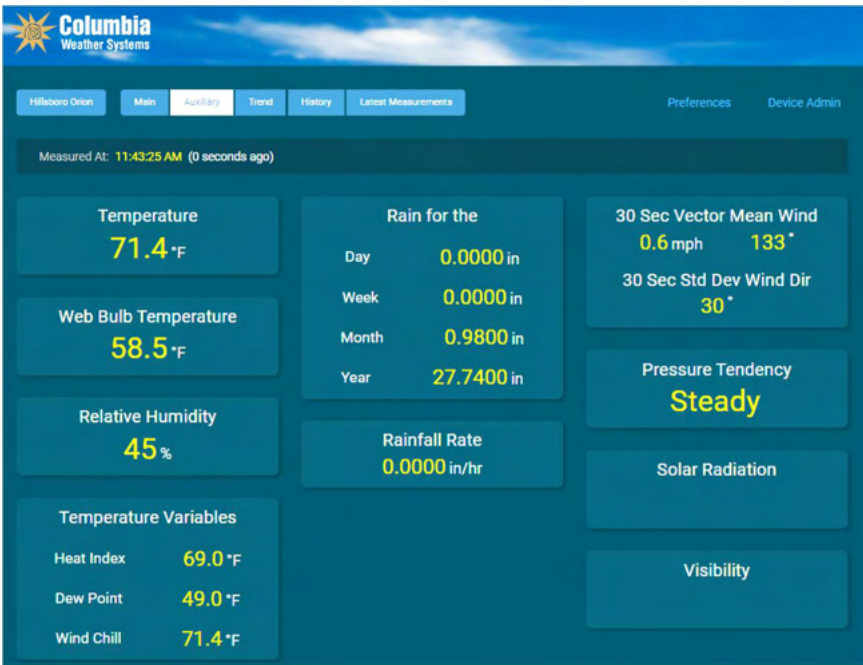 Columbia
Weather Systems
Hillsboro Orion
Main
Auxiliary
Trend
History
Latest Measurements
Preferences
Device Admin
Measured At: 11:43:25 AM (0 seconds ago)
Temperature
71.4 °F
Web Bulb Temperature
58.5 °F
Relative Humidity
45 %
Temperature Variables
Heat Index 69.0 °F
Dew Point 49.0 °F
Wind Chill 71.4 °F
Rain for the
Day 0.0000 in
Week 0.0000 in
Month 0.9800 in
Year 27.7400 in
Rainfall Rate
0.0000 in/hr
30 Sec Vector Mean Wind
0.6 mph 133 °
30 Sec Std Dev Wind Dir
30 °
Pressure Tendency
Steady
Solar Radiation
Visibility